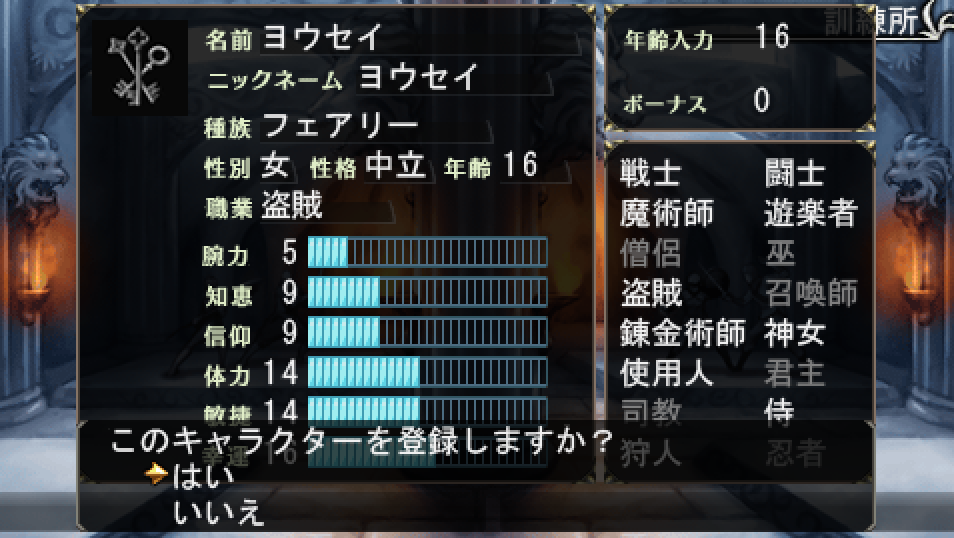 訓練所
名前 ヨウセイ
ニックネーム ヨウセイ
種族 フェアリー
性別 女 性格 中立 年齢 16
職業 盗賊
腕力 5
知恵 9
信仰 9
体力 14
敏捷 14
幸運 16
年齢入力 16
ボーナス 0
戦士 闘士
魔術師 遊楽者
僧侶 巫
盗賊 召喚師
錬金術師 神女
使用人 君主
司教 侍
狩人 忍者
このキャラクターを登録しますか?
はい
いいえ